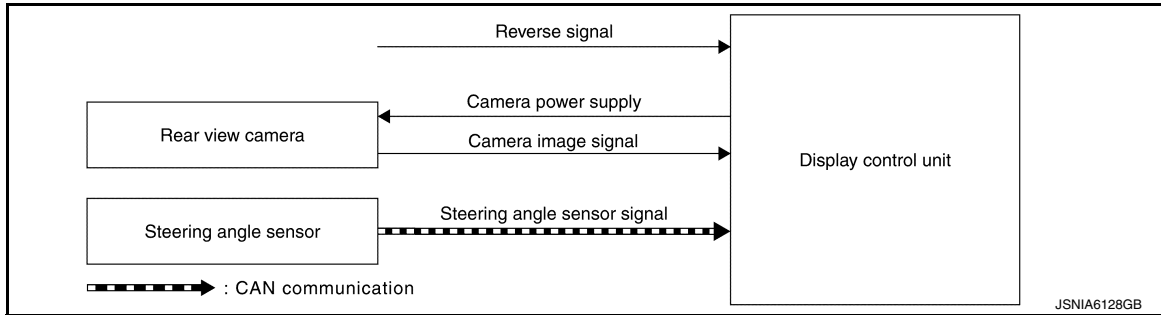 Reverse signal
Camera power supply
Rear view camera
Camera image signal
Display control unit
Steering angle sensor signal
Steering angle sensor
: CAN communication
JSNIA6128GB